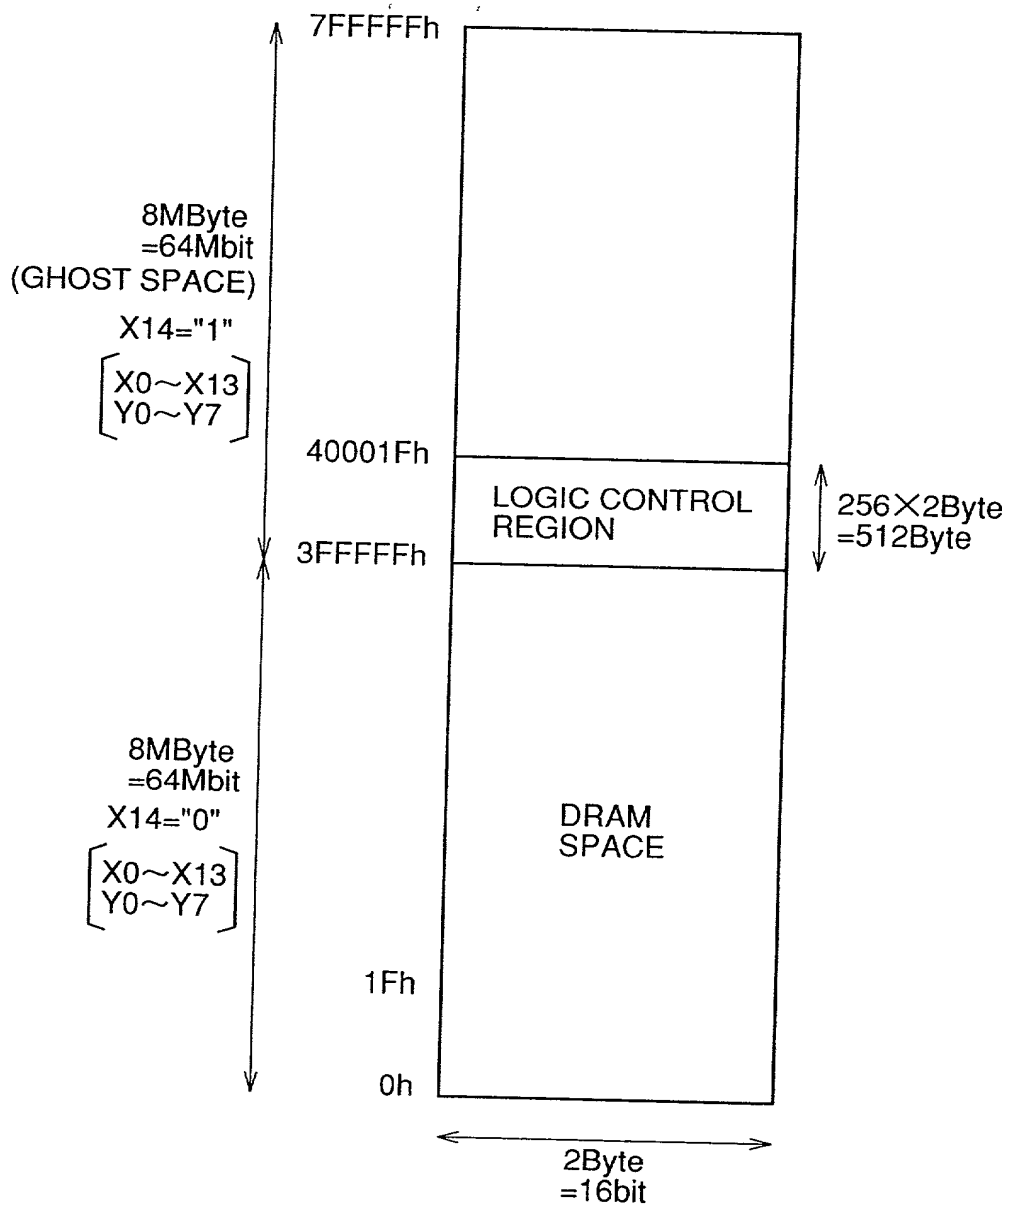 7FFFFFh
8MByte
=64Mbit
(GHOST SPACE)
X14="1"
X0~X13
Y0~Y7
40001Fh
LOGIC CONTROL
REGION
256×2Byte
=512Byte
3FFFFFh
8MByte
=64Mbit
X14="0"
X0~X13
Y0~Y7
DRAM
SPACE
1Fh
0h
2Byte
=16bit